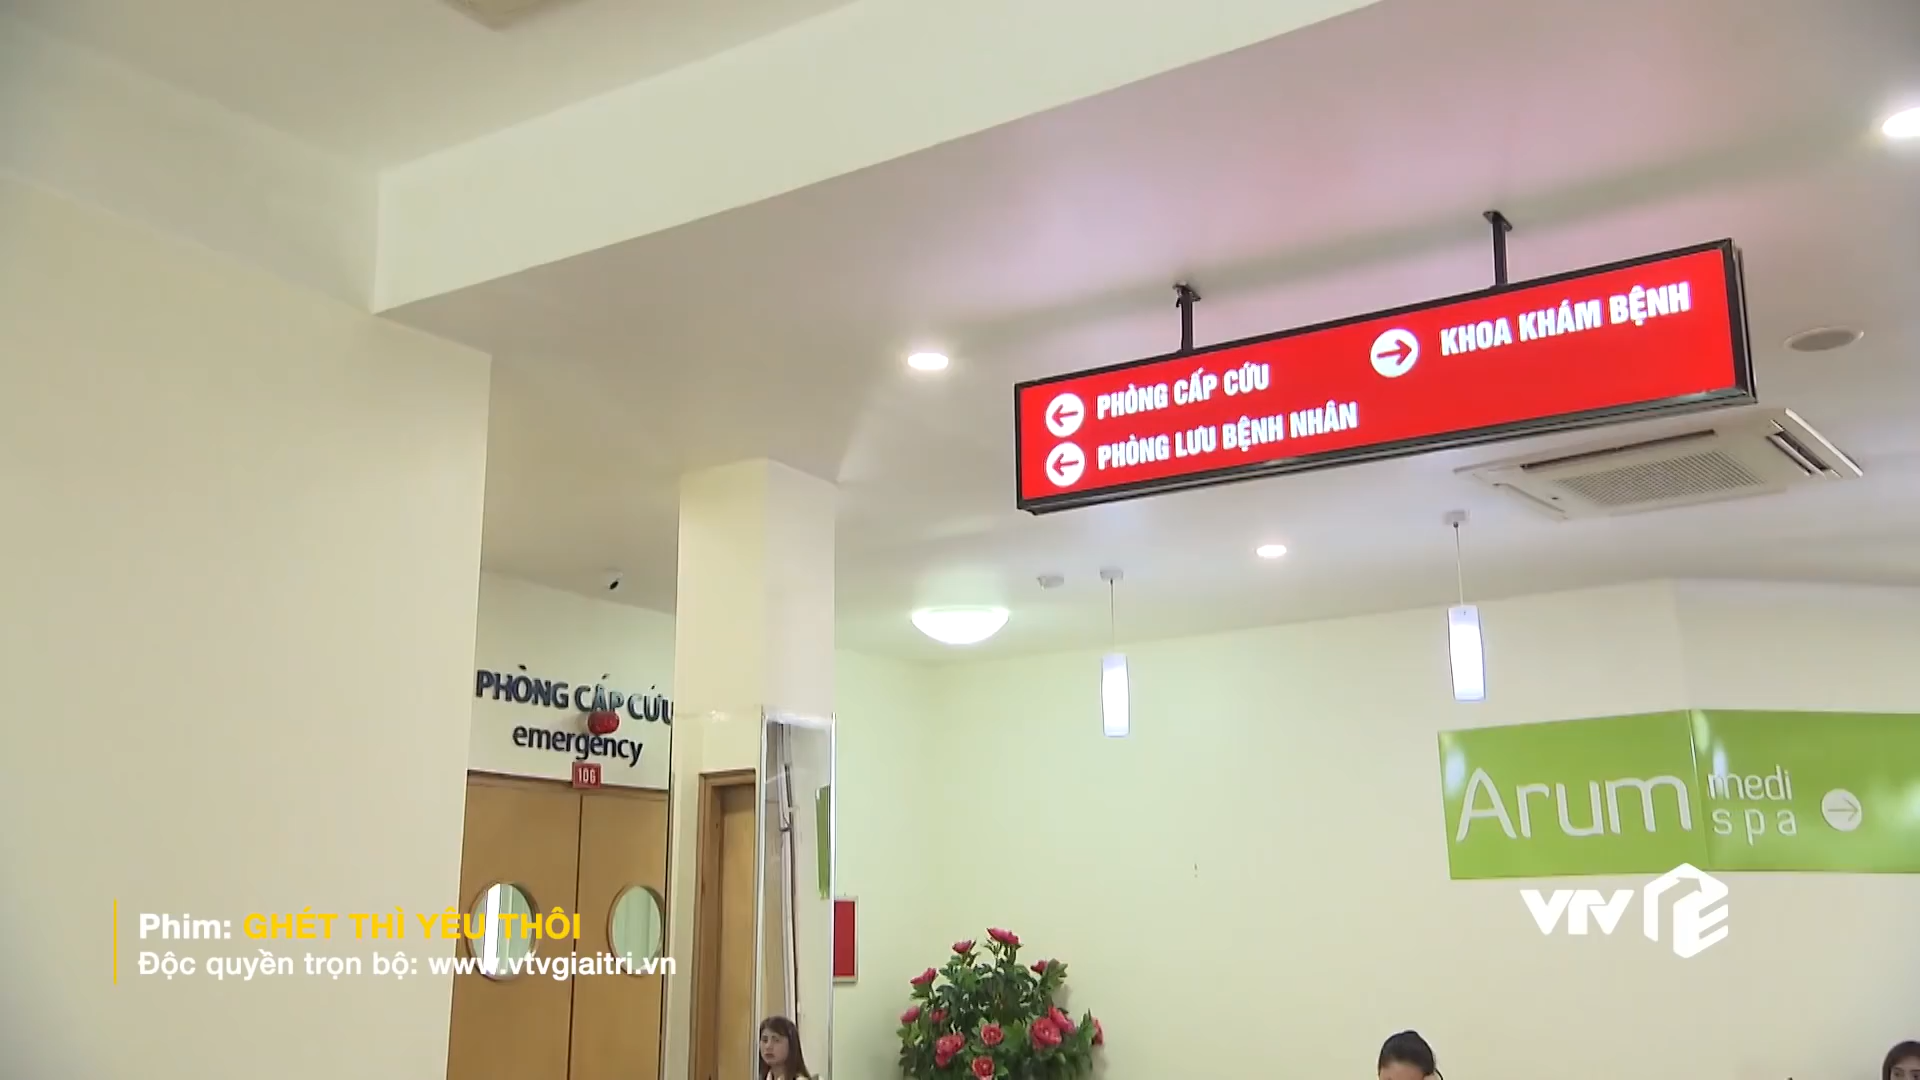 KHOA KHÁM BỆNH
PHÒNG CẤP CỨU
PHÒNG LƯU BỆNH NHÂN
PHÒNG CẤP CỨU
emergency
106
Arum medi
spa
VTV
Phim: GHÉT THÌ YÊU THÔI
Độc quyền trọn bộ: www.vtvgiaitri.vn